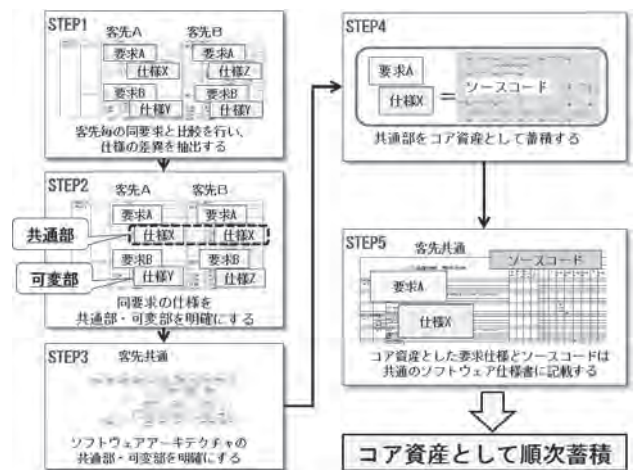 STEP1
客先A 客先B
要求A 要求A
仕様X 仕様Z
要求B 要求B
仕様Y 仕様Y
客先毎の同要求と比較を行い、
仕様の差異を抽出する
STEP2
客先A 客先B
要求A 要求A
共通部 仕様X 仕様X
要求B 要求B
可変部 仕様Y 仕様Z
同要求の仕様を
共通部・可変部を明確にする
STEP3 客先共通
ソフトウェアアーキテクチャの
共通部・可変部を明確にする
STEP4
要求A
仕様X = ソースコード
共通部をコア資産として蓄積する
STEP5 客先共通
ソースコード
要求A
仕様X
コア資産とした要求仕様とソースコードは
共通のソフトウェア仕様書に記載する
コア資産として順次蓄積